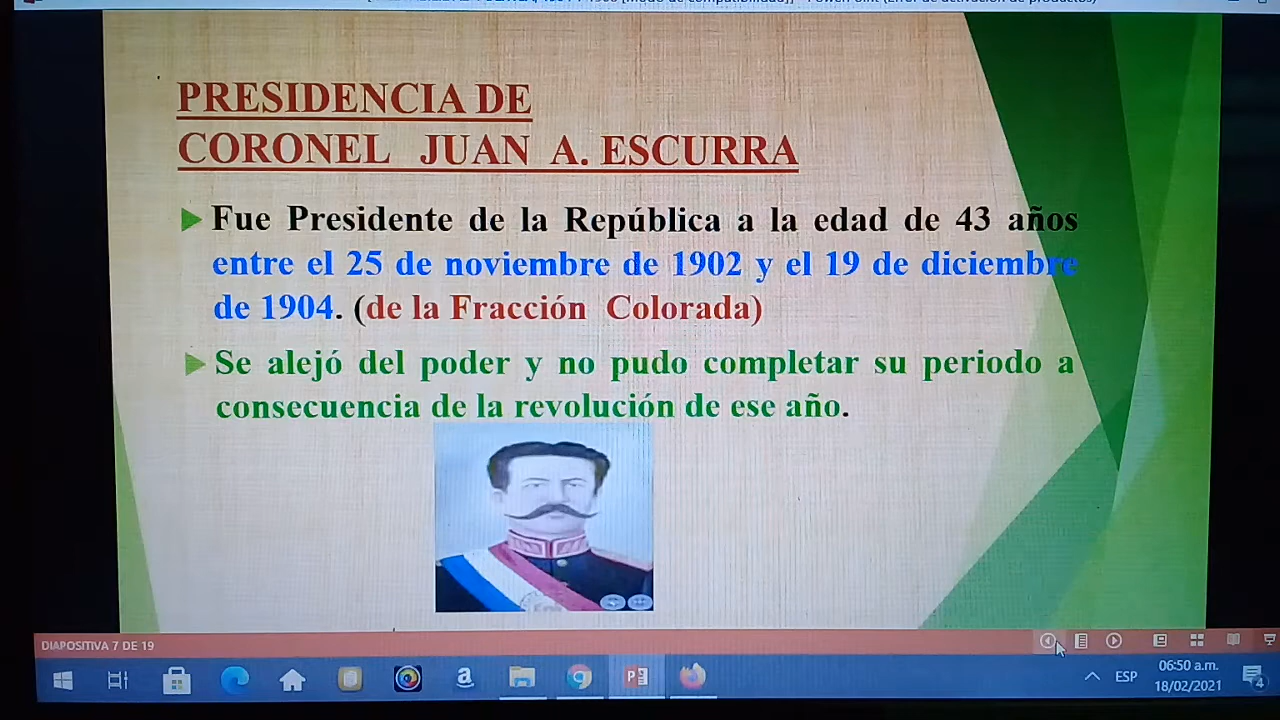 PRESIDENCIA DE
CORONEL JUAN A. ESCURRA
Fue Presidente de la República a la edad de 43 años
entre el 25 de noviembre de 1902 y el 19 de diciembre
de 1904. (de la Fracción Colorada)
Se alejó del poder y no pudo completar su periodo a
consecuencia de la revolución de ese año.
DIAPOSITIVA 7 DE 19
ESP
06:50 a.m.
18/02/2021
4